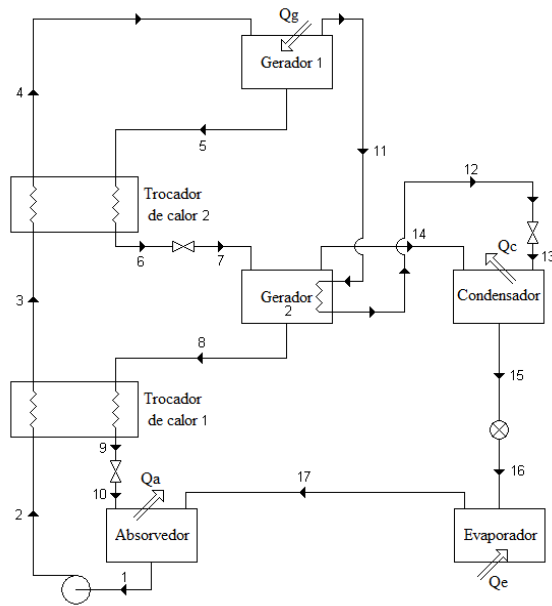 Qg
Gerador 1
4
5
11
12
Trocador
de calor 2
14
Qc
13
6
7
Gerador
2
Condensador
3
8
15
Trocador
de calor 1
9
17
16
Qa
2
10
Absorvedor
Evaporador
1
Qe